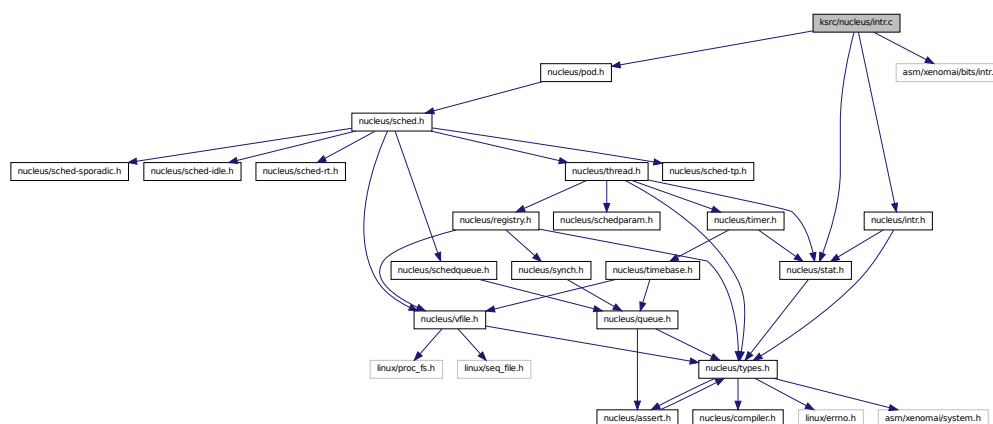 ksrc/nucleus/intr.c
nucleus/pod.h
asm/xenomai/bits/intr.
nucleus/sched.h
nucleus/sched-sporadic.h
nucleus/sched-idle.h
nucleus/sched-rt.h
nucleus/thread.h
nucleus/sched-tp.h
nucleus/registry.h
nucleus/schedparam.h
nucleus/timer.h
nucleus/intr.h
nucleus/schedqueue.h
nucleus/synch.h
nucleus/timebase.h
nucleus/stat.h
nucleus/vfile.h
nucleus/queue.h
linux/proc_fs.h
linux/seq_file.h
nucleus/types.h
nucleus/assert.h
nucleus/compiler.h
linux/errno.h
asm/xenomai/system.h